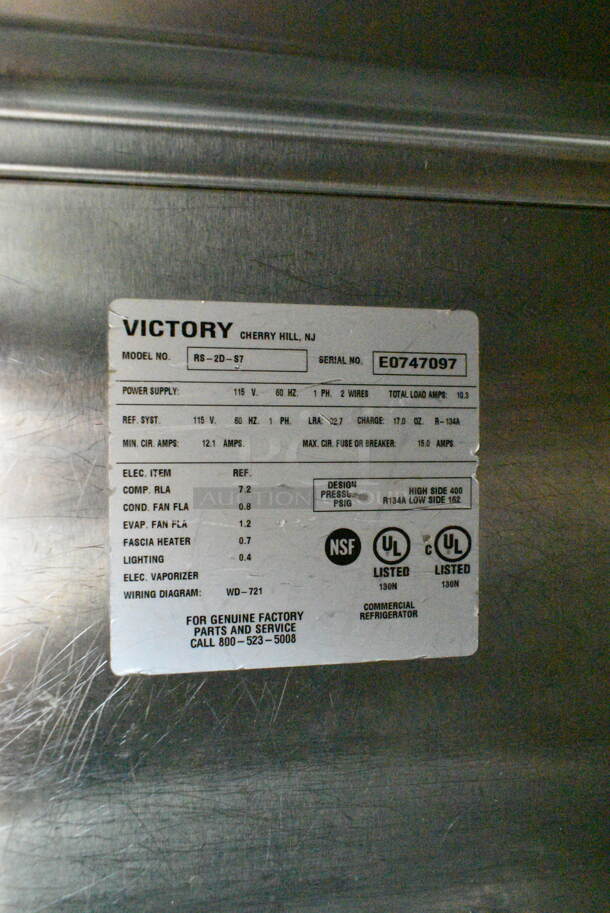 VICTORY CHERRY HILL, NJ
MODEL NO. RS-2D-S7 SERIAL NO. E0747097
POWER SUPPLY: 115 V. 60 HZ. 1 PH. 2 WIRES TOTAL LOAD AMPS: 10.3
REF. SYST. 115 V. 60 HZ. 1 PH. LRA: 32.7 CHARGE: 17.0 OZ. R-134A
MIN. CIR. AMPS: 12.1 AMPS. MAX. CIR. FUSE OR BREAKER: 15.0 AMPS.
ELEC. ITEM REF.
COMP. RLA 7.2
COND. FAN FLA 0.8
EVAP. FAN FLA 1.2
FASCIA HEATER 0.7
LIGHTING 0.4
ELEC. VAPORIZER
WIRING DIAGRAM: WD-721
DESIGN PRESSURE PSIG
HIGH SIDE 400
R134A LOW SIDE 162
NSF
UL
LISTED
130N
C UL
LISTED
130N
COMMERCIAL
REFRIGERATOR
FOR GENUINE FACTORY
PARTS AND SERVICE
CALL 800-523-5008